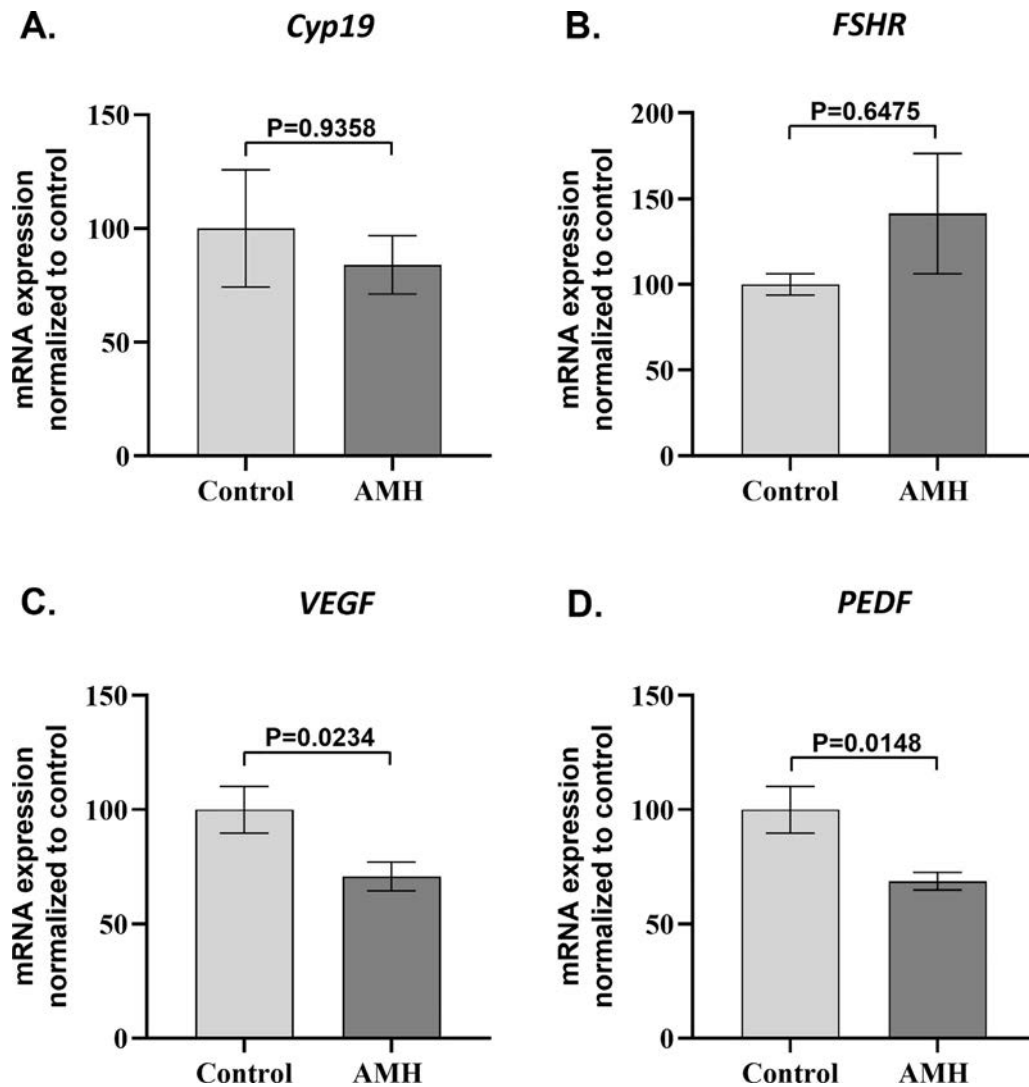 A.
Cyp19
mRNA expression
normalized to control
150
100
50
0
P=0.9358
Control
AMH
B.
FSHR
mRNA expression
normalized to control
200
150
100
50
0
P=0.6475
Control
AMH
C.
VEGF
mRNA expression
normalized to control
150
100
50
0
P=0.0234
Control
AMH
D.
PEDF
mRNA expression
normalized to control
150
100
50
0
P=0.0148
Control
AMH